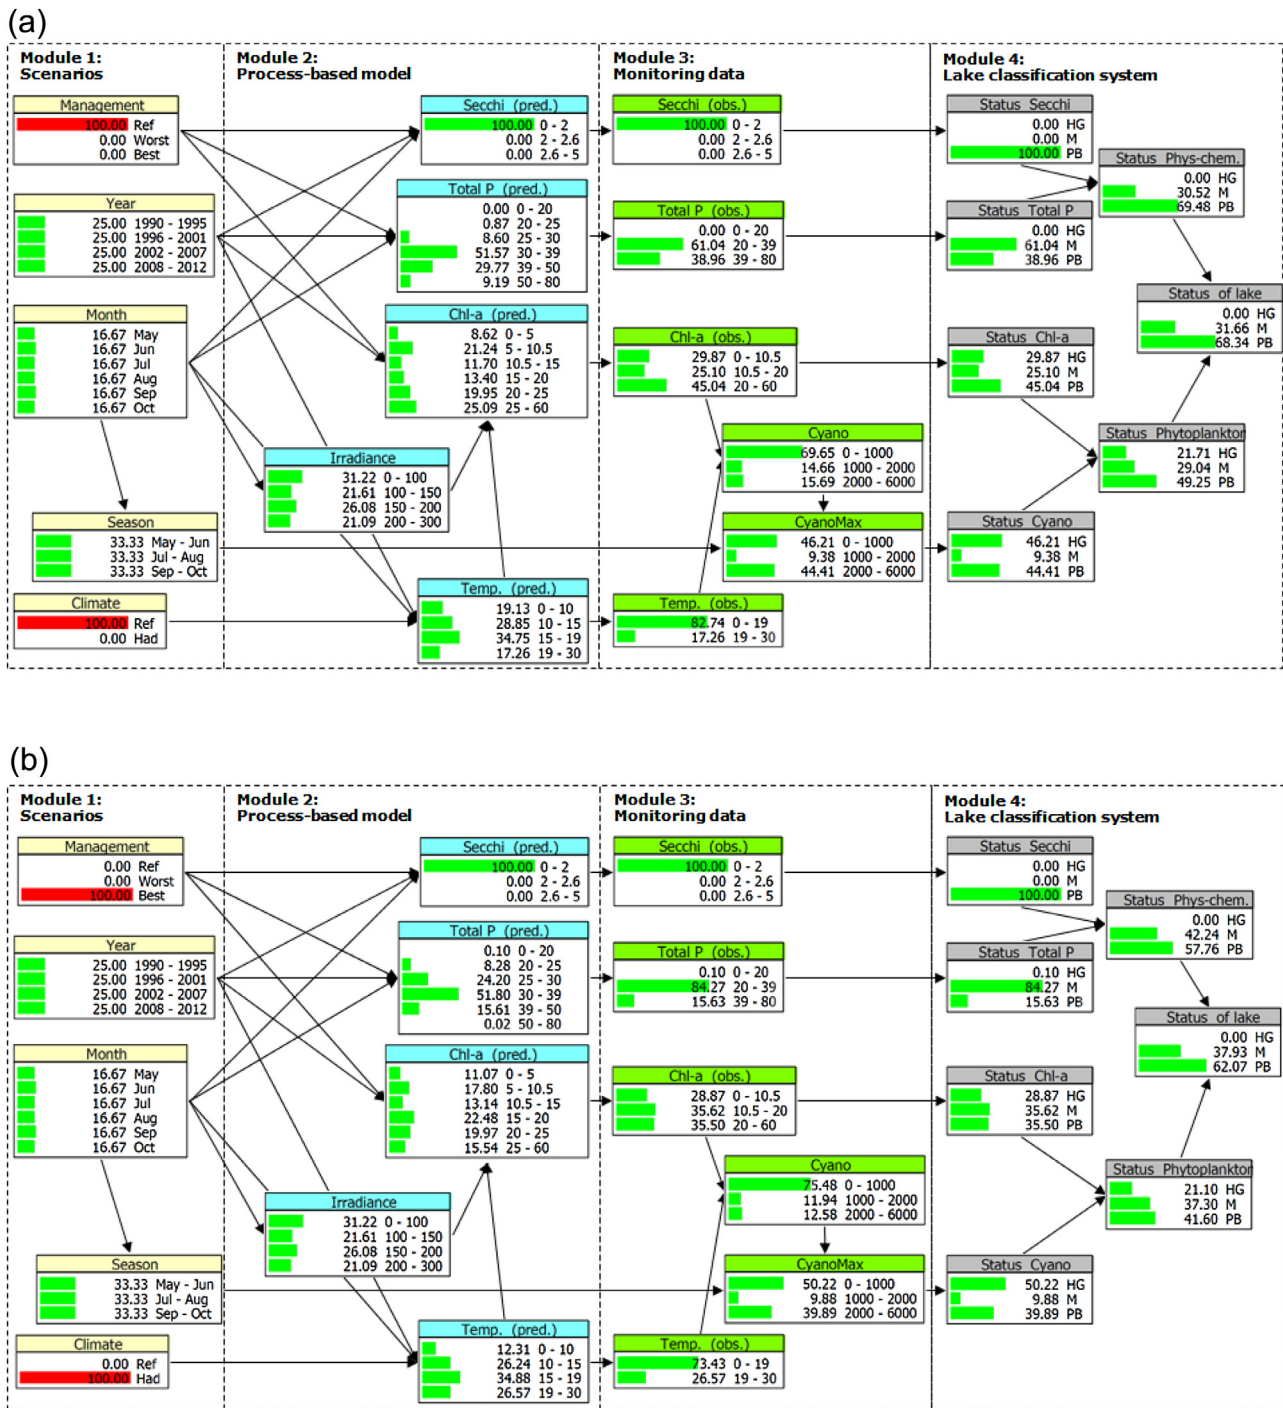 (a)
Module 1:
Scenarios
Management
100.00 Ref
0.00 Worst
0.00 Best
Year
25.00 1990 - 1995
25.00 1996 - 2001
25.00 2002 - 2007
25.00 2008 - 2012
Month
16.67 May
16.67 Jun
16.67 Jul
16.67 Aug
16.67 Sep
16.67 Oct
Season
33.33 May - Jun
33.33 Jul - Aug
33.33 Sep - Oct
Climate
100.00 Ref
0.00 Had
Module 2:
Process-based model
Secchi (pred.)
100.00 0 - 2
0.00 2 - 2.6
0.00 2.6 - 5
Total P (pred.)
0.00 0 - 20
0.87 20 - 25
8.60 25 - 30
51.57 30 - 39
29.77 39 - 50
9.19 50 - 80
Chl-a (pred.)
8.62 0 - 5
21.24 5 - 10.5
11.70 10.5 - 15
13.40 15 - 20
19.95 20 - 25
25.09 25 - 60
Irradiance
31.22 0 - 100
21.61 100 - 150
26.08 150 - 200
21.09 200 - 300
Temp. (pred.)
19.13 0 - 10
28.85 10 - 15
34.75 15 - 19
17.26 19 - 30
Module 3:
Monitoring data
Secchi (obs.)
100.00 0 - 2
0.00 2 - 2.6
0.00 2.6 - 5
Total P (obs.)
0.00 0 - 20
61.04 20 - 39
38.96 39 - 80
Chl-a (obs.)
29.87 0 - 10.5
25.10 10.5 - 20
45.04 20 - 60
Cyano
69.65 0 - 1000
14.66 1000 - 2000
15.69 2000 - 6000
CyanoMax
46.21 0 - 1000
9.38 1000 - 2000
44.41 2000 - 6000
Temp. (obs.)
82.74 0 - 19
17.26 19 - 30
Module 4:
Lake classification system
Status Secchi
0.00 HG
0.00 M
100.00 PB
Status Phys-chem.
0.00 HG
30.52 M
69.48 PB
Status Total P
0.00 HG
61.04 M
38.96 PB
Status of lake
0.00 HG
31.66 M
68.34 PB
Status Chl-a
29.87 HG
25.10 M
45.04 PB
Status Phytoplankton
21.71 HG
29.04 M
49.25 PB
Status Cyano
46.21 HG
9.38 M
44.41 PB
(b)
Module 1:
Scenarios
Management
0.00 Ref
0.00 Worst
100.00 Best
Year
25.00 1990 - 1995
25.00 1996 - 2001
25.00 2002 - 2007
25.00 2008 - 2012
Month
16.67 May
16.67 Jun
16.67 Jul
16.67 Aug
16.67 Sep
16.67 Oct
Season
33.33 May - Jun
33.33 Jul - Aug
33.33 Sep - Oct
Climate
0.00 Ref
100.00 Had
Module 2:
Process-based model
Secchi (pred.)
100.00 0 - 2
0.00 2 - 2.6
0.00 2.6 - 5
Total P (pred.)
0.10 0 - 20
8.28 20 - 25
24.20 25 - 30
51.80 30 - 39
15.61 39 - 50
0.02 50 - 80
Chl-a (pred.)
11.07 0 - 5
17.80 5 - 10.5
13.14 10.5 - 15
22.48 15 - 20
19.97 20 - 25
15.54 25 - 60
Irradiance
31.22 0 - 100
21.61 100 - 150
26.08 150 - 200
21.09 200 - 300
Temp. (pred.)
12.31 0 - 10
26.24 10 - 15
34.88 15 - 19
26.57 19 - 30
Module 3:
Monitoring data
Secchi (obs.)
100.00 0 - 2
0.00 2 - 2.6
0.00 2.6 - 5
Total P (obs.)
0.10 0 - 20
84.27 20 - 39
15.63 39 - 80
Chl-a (obs.)
28.87 0 - 10.5
35.62 10.5 - 20
35.50 20 - 60
Cyano
75.48 0 - 1000
11.94 1000 - 2000
12.58 2000 - 6000
CyanoMax
50.22 0 - 1000
9.88 1000 - 2000
39.89 2000 - 6000
Temp. (obs.)
73.43 0 - 19
26.57 19 - 30
Module 4:
Lake classification system
Status Secchi
0.00 HG
0.00 M
100.00 PB
Status Phys-chem.
0.00 HG
42.24 M
57.76 PB
Status Total P
0.10 HG
84.27 M
15.63 PB
Status of lake
0.00 HG
37.93 M
62.07 PB
Status Chl-a
28.87 HG
35.62 M
35.50 PB
Status Phytoplankton
21.10 HG
37.30 M
41.60 PB
Status Cyano
50.22 HG
9.88 M
39.89 PB